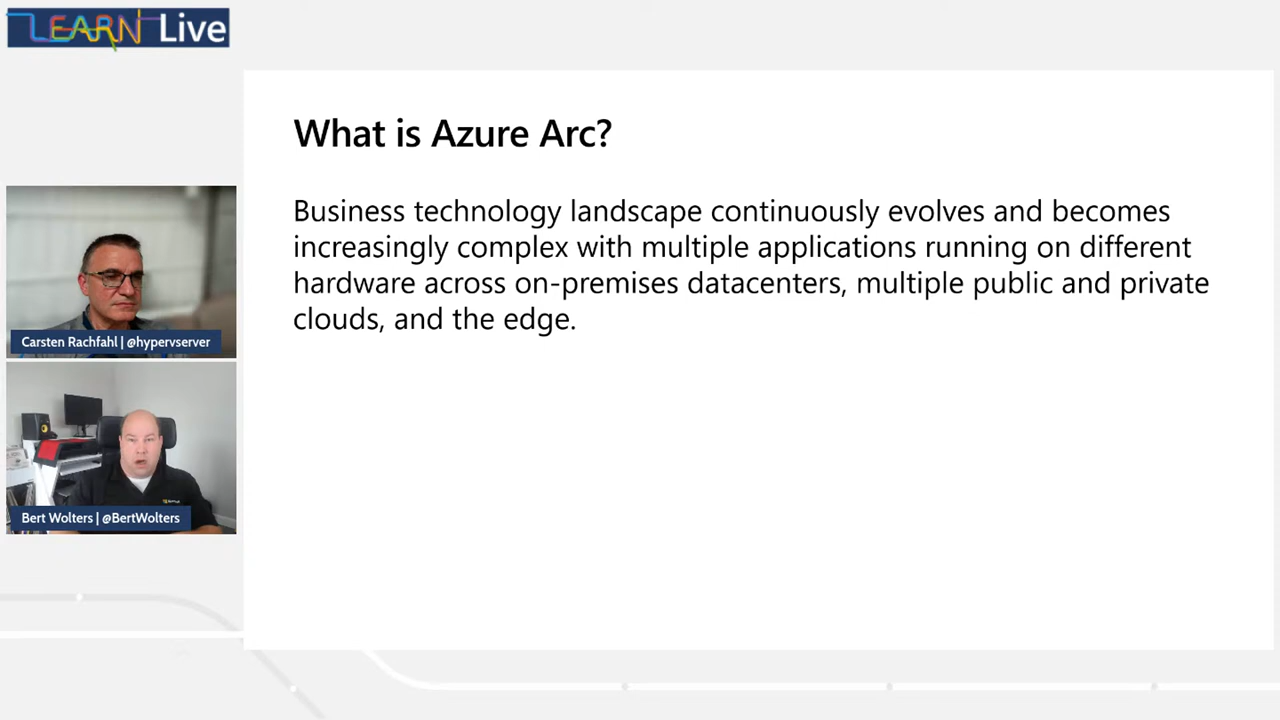 LEARN Live
What is Azure Arc?
Business technology landscape continuously evolves and becomes
increasingly complex with multiple applications running on different
hardware across on-premises datacenters, multiple public and private
clouds, and the edge.
Carsten Rachfahl | @hypervserver
Bert Wolters | @BertWolters